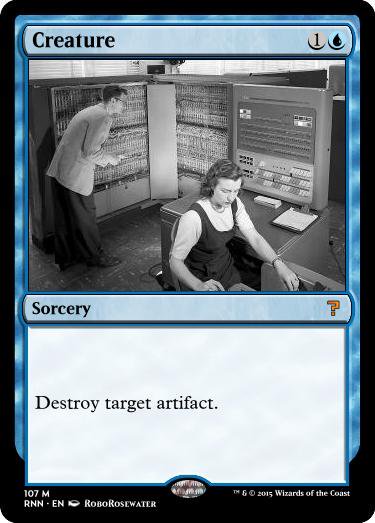 Creature 1
Sorcery ?
Destroy target artifact.
107 M
RNN • EN RoboRosewater ™ & © 2015 Wizards of the Coast